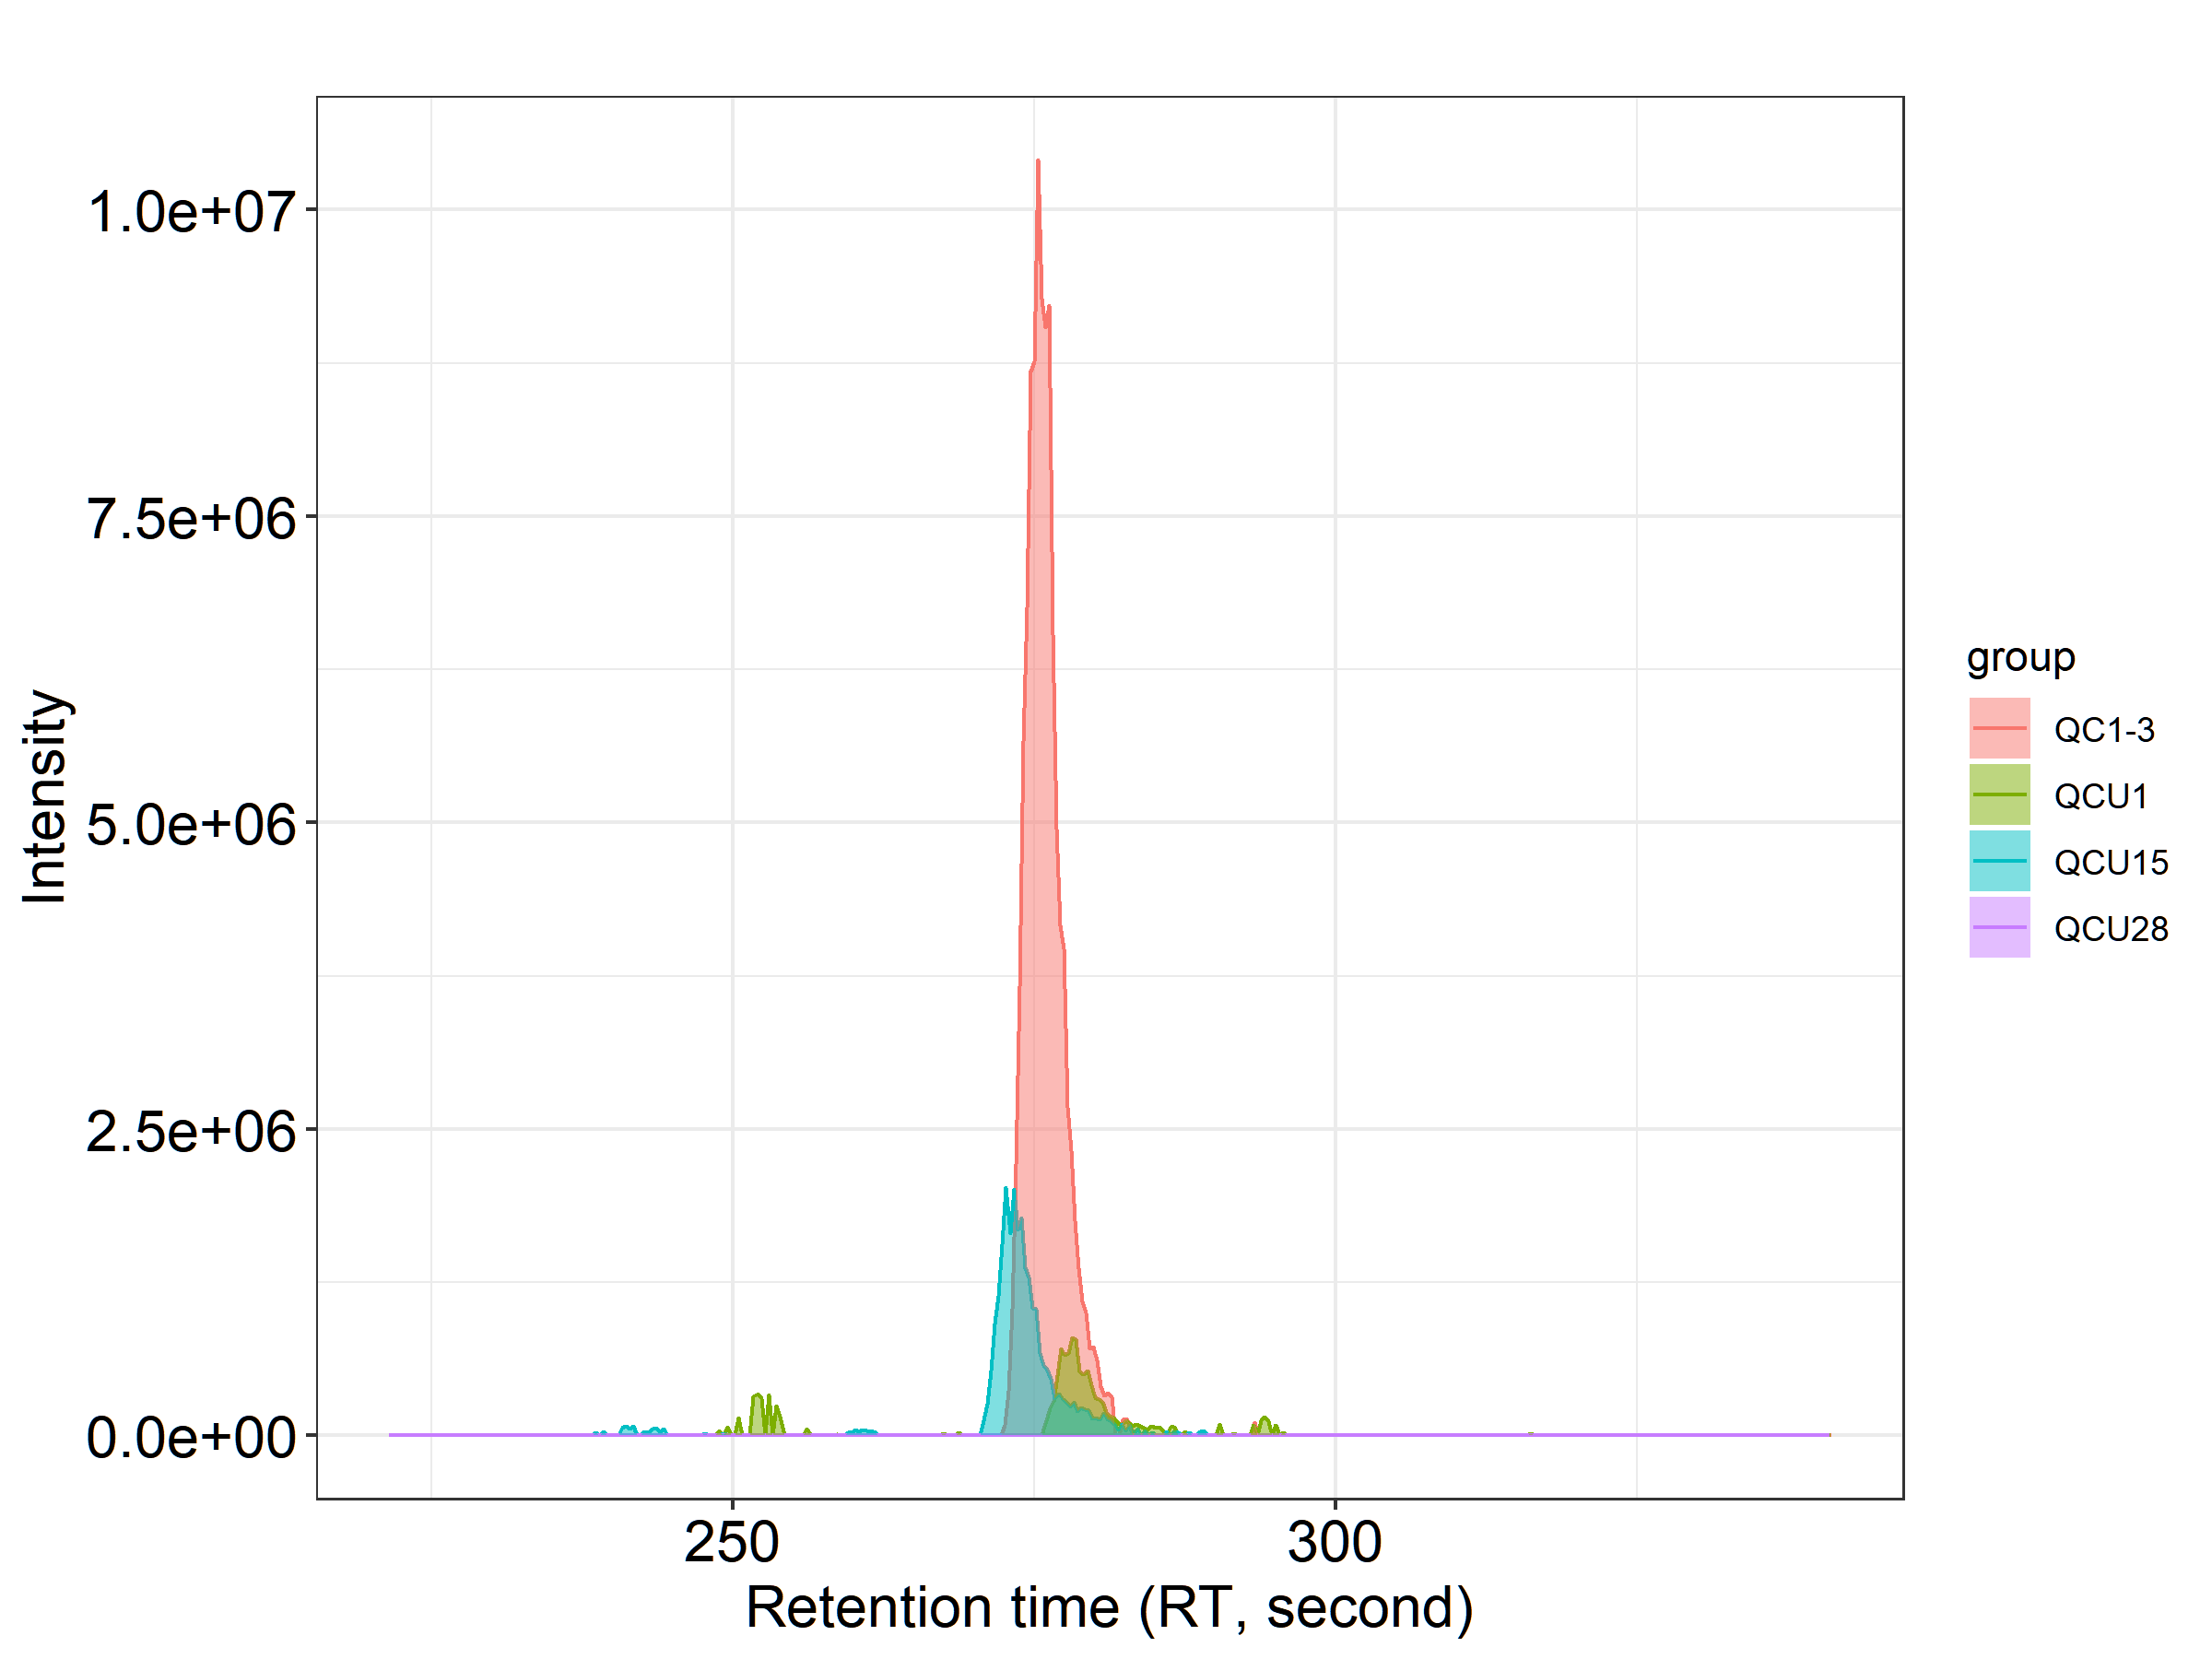 1.0e+07
7.5e+06
5.0e+06
2.5e+06
0.0e+00
Intensity
250
300
Retention time (RT, second)
group
QC1-3
QCU1
QCU15
QCU28